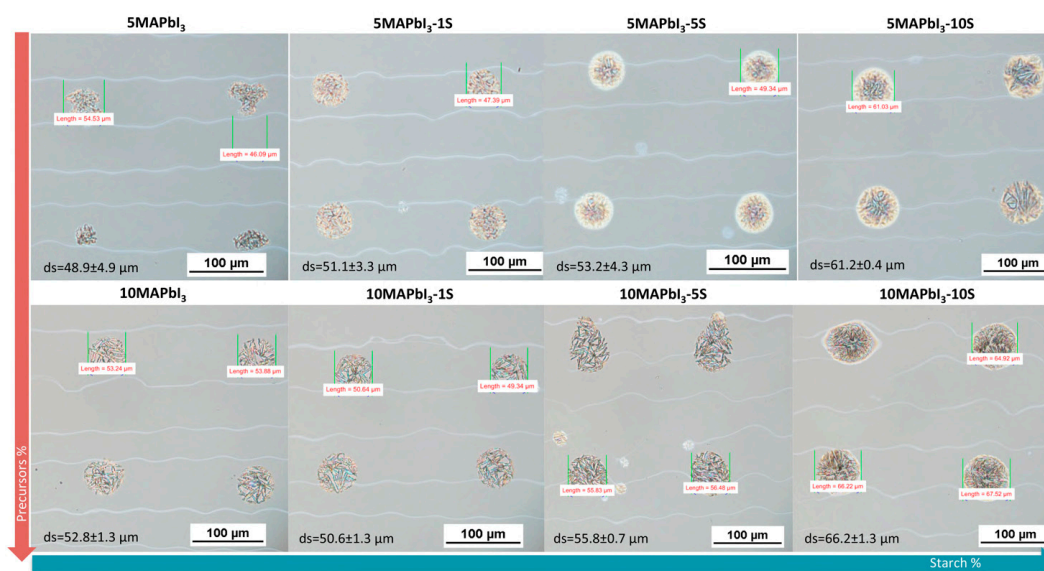 5MAPbI₃
5MAPbI₃-1S
5MAPbI₃-5S
5MAPbI₃-10S
Length = 54.53 µm
Length = 46.09 µm
Length = 47.39 µm
Length = 49.34 µm
Length = 61.03 µm
ds=48.9±4.9 µm
100 µm
ds=51.1±3.3 µm
100 µm
ds=53.2±4.3 µm
100 µm
ds=61.2±0.4 µm
100 µm
10MAPbI₃
10MAPbI₃-1S
10MAPbI₃-5S
10MAPbI₃-10S
Length = 53.24 µm
Length = 53.88 µm
Length = 50.64 µm
Length = 49.34 µm
Length = 55.83 µm
Length = 56.48 µm
Length = 64.92 µm
Length = 66.22 µm
Length = 67.52 µm
ds=52.8±1.3 µm
100 µm
ds=50.6±1.3 µm
100 µm
ds=55.8±0.7 µm
100 µm
ds=66.2±1.3 µm
100 µm
Precursors %
Starch %